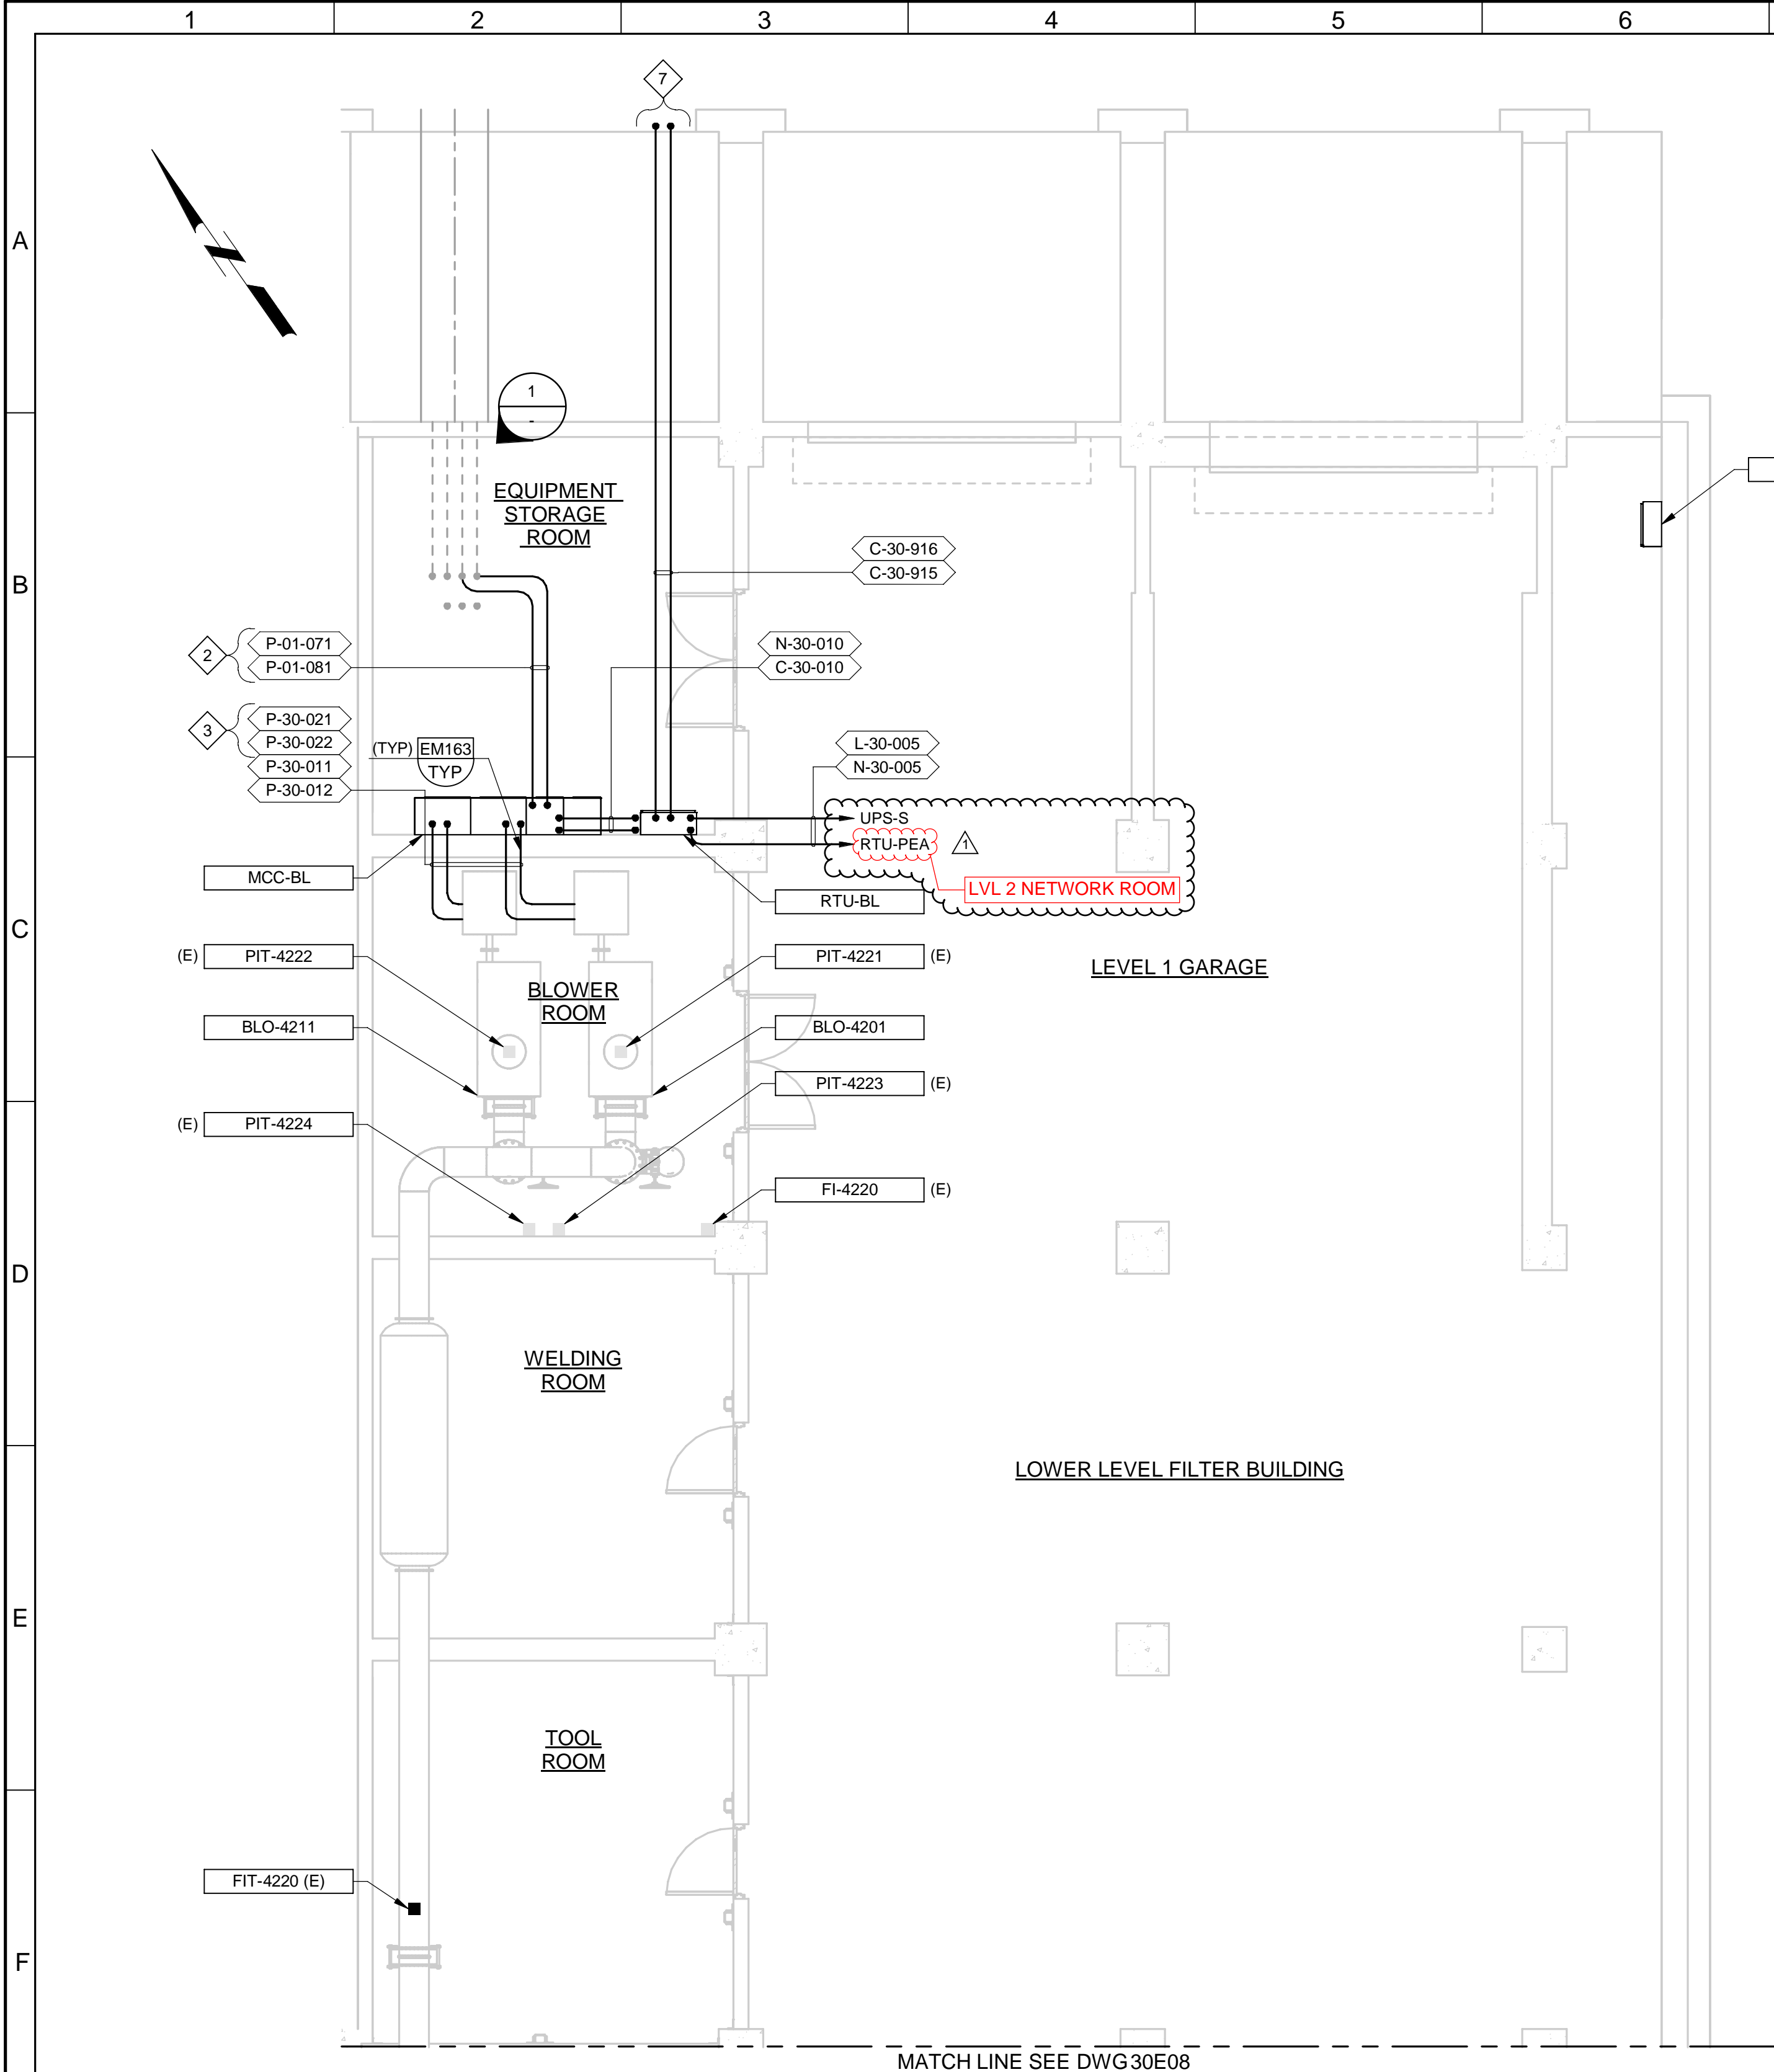 1 2 3 4 5 6
7
A
1
-
EQUIPMENT
STORAGE
ROOM
C-30-916
C-30-915
B
2
P-01-071
P-01-081
N-30-010
C-30-010
3
P-30-021
P-30-022
P-30-011
P-30-012
(TYP)
EM163
TYP
L-30-005
N-30-005
UPS-S
RTU-PEA
1
LVL 2 NETWORK ROOM
MCC-BL
RTU-BL
C
(E) PIT-4222
PIT-4221 (E)
LEVEL 1 GARAGE
BLOWER
ROOM
BLO-4211
BLO-4201
PIT-4223 (E)
(E) PIT-4224
FI-4220 (E)
D
WELDING
ROOM
LOWER LEVEL FILTER BUILDING
E
TOOL
ROOM
FIT-4220 (E)
F
MATCH LINE SEE DWG 30E08